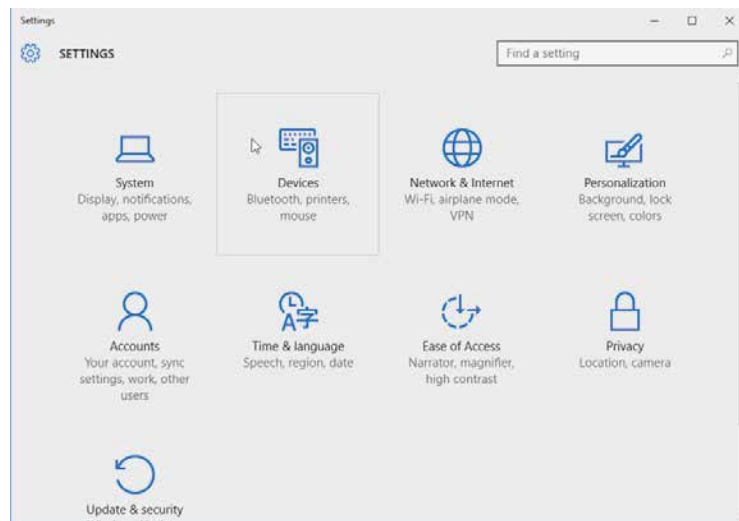 Settings
SETTINGS
Find a setting
System
Display, notifications,
apps, power
Devices
Bluetooth, printers,
mouse
Network & Internet
Wi-Fi, airplane mode,
VPN
Personalization
Background, lock
screen, colors
Accounts
Your account, sync
settings, work, other
users
A字
Time & language
Speech, region, date
Ease of Access
Narrator, magnifier,
high contrast
Privacy
Location, camera
Update & security